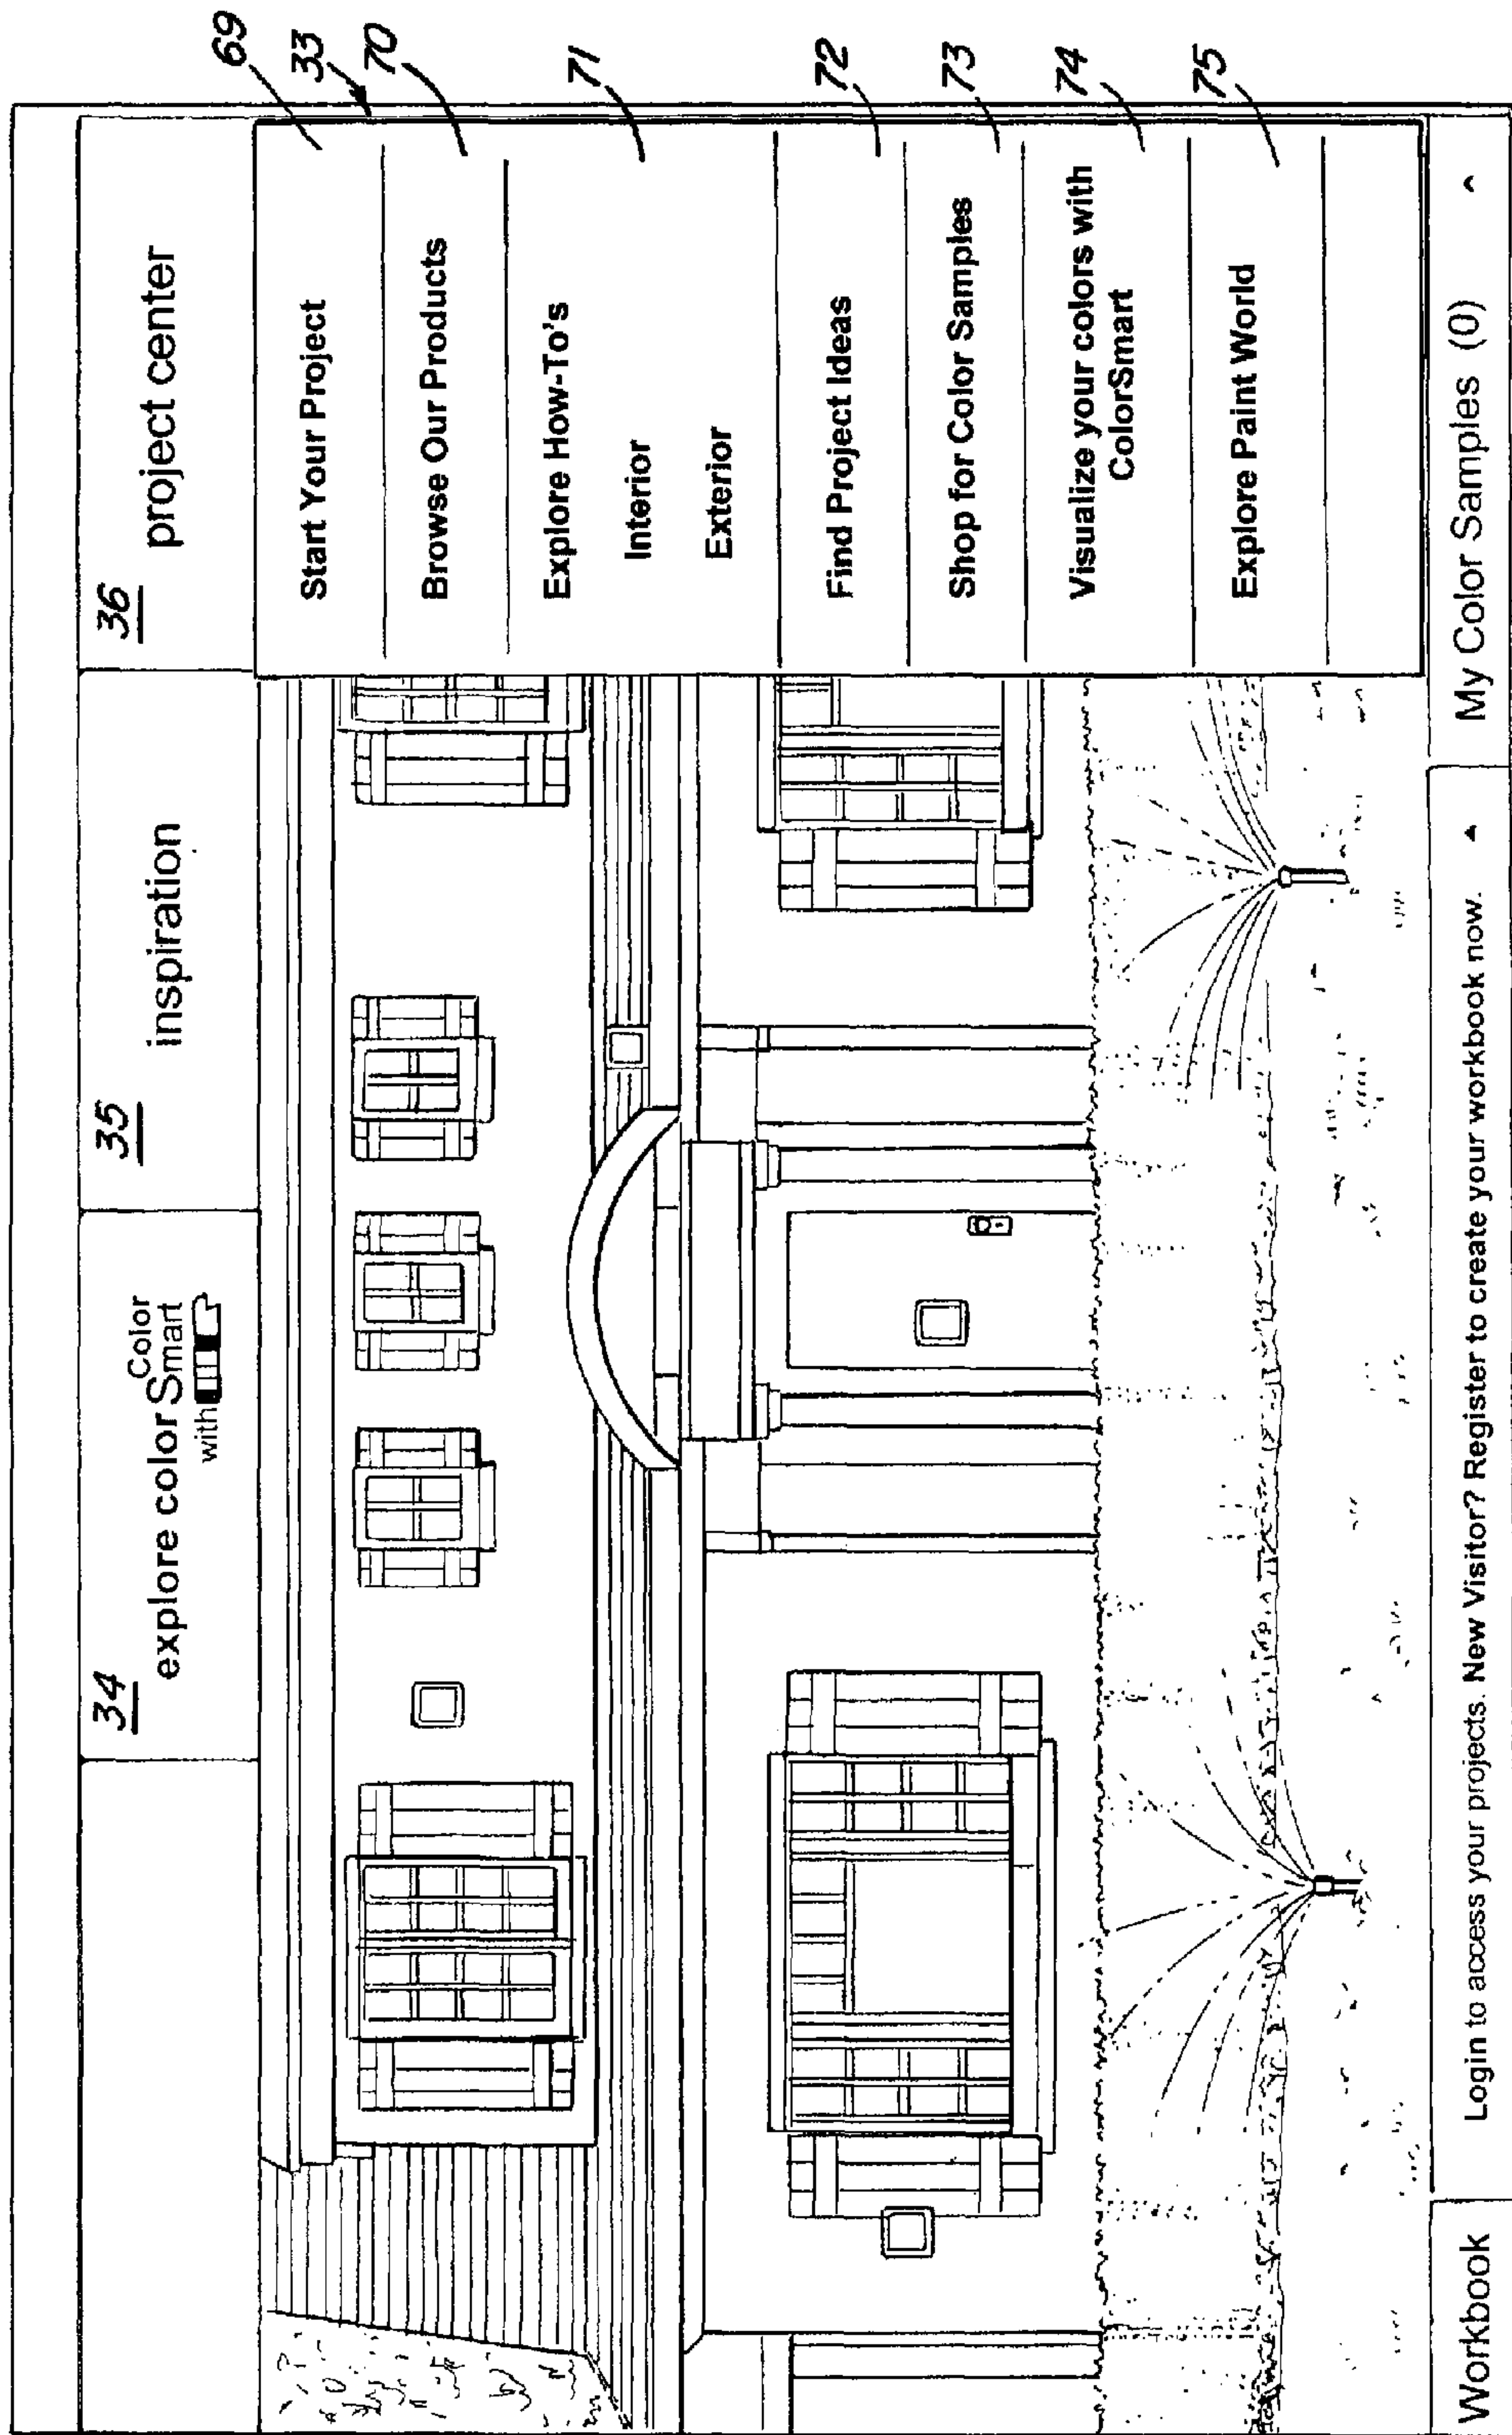 34
explore color
Color
Smart
with
35
inspiration
36
project center
69
Start Your Project
33
70
Browse Our Products
71
Explore How-To's
Interior
Exterior
72
Find Project Ideas
73
Shop for Color Samples
74
Visualize your colors with
ColorSmart
75
Explore Paint World
Workbook
Login to access your projects. New Visitor? Register to create your workbook now.
My Color Samples (0)